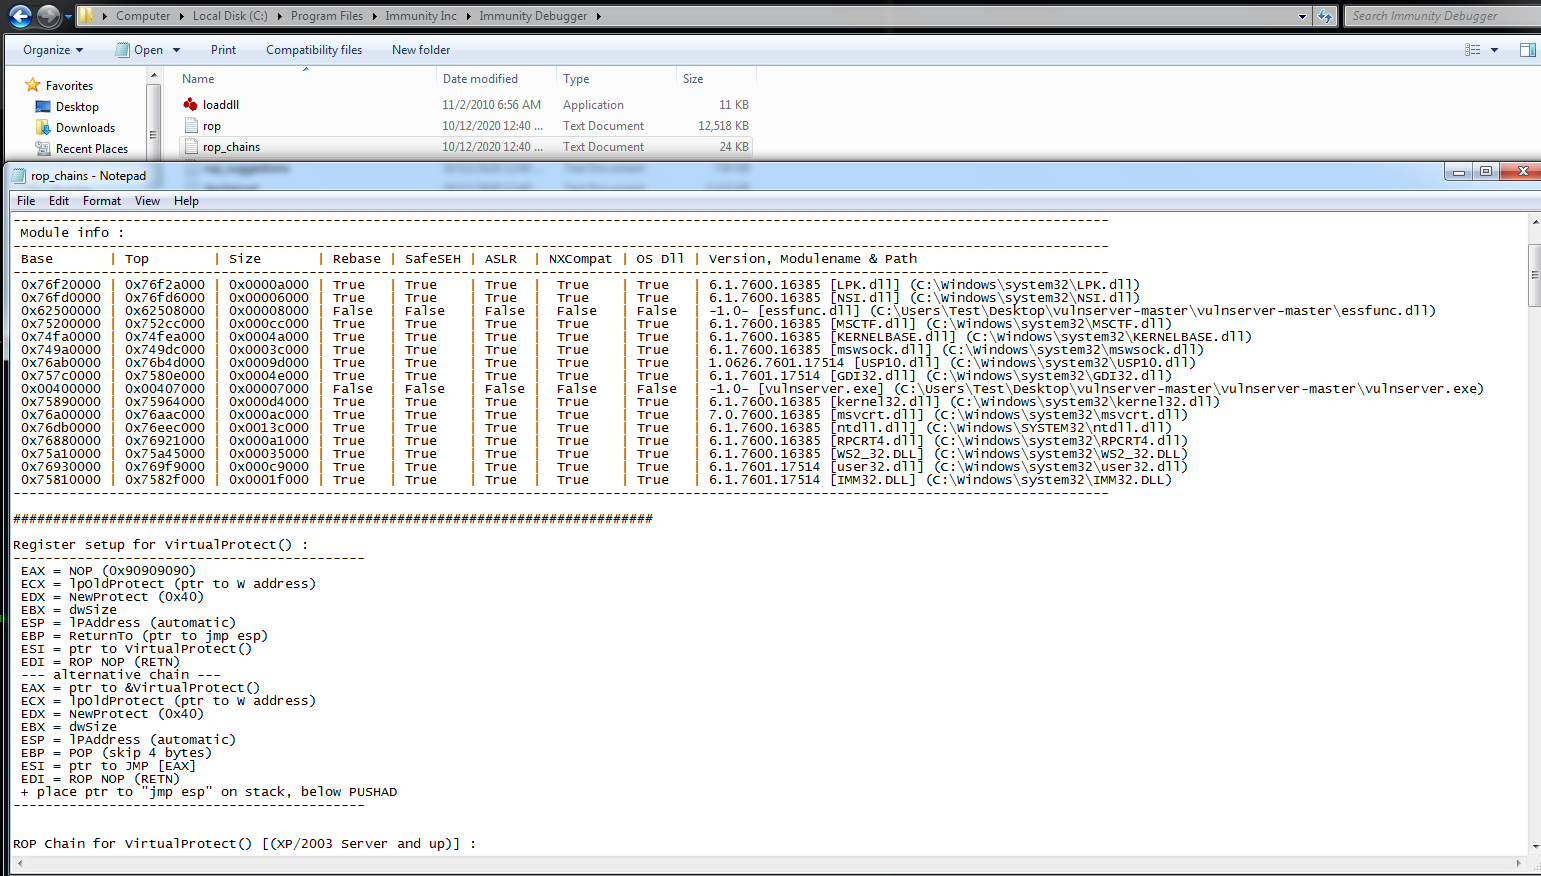 Computer ▸ Local Disk (C:) ▸ Program Files ▸ Immunity Inc ▸ Immunity Debugger ▸
Search Immunity Debugger
Organize Open Print Compatibility files New folder
Name Date modified Type Size
Favorites
Desktop
Downloads
Recent Places
loaddll 11/2/2010 6:56 AM Application 11 KB
rop 10/12/2020 12:40 ... Text Document 12,518 KB
rop_chains 10/12/2020 12:40 ... Text Document 24 KB
rop_chains - Notepad
File Edit Format View Help
--------------------------------------------------------------------
Module info :
--------------------------------------------------------------------
Base | Top | Size | Rebase | SafeSEH | ASLR | NXCompat | OS Dll | Version, Modulename & Path
--------------------------------------------------------------------
0x76f20000 | 0x76f2a000 | 0x0000a000 | True | True | True | True | True | 6.1.7600.16385 [LPK.dll] (C:\Windows\system32\LPK.dll)
0x76fd0000 | 0x76fd6000 | 0x00006000 | True | True | True | True | True | 6.1.7600.16385 [NSI.dll] (C:\Windows\system32\NSI.dll)
0x62500000 | 0x62508000 | 0x00008000 | False | False | False | False | False | -1.0- [essfunc.dll] (C:\Users\Test\Desktop\vulnserver-master\vulnserver-master\essfunc.dll)
0x75200000 | 0x752cc000 | 0x000cc000 | True | True | True | True | True | 6.1.7600.16385 [MSCTF.dll] (C:\Windows\system32\MSCTF.dll)
0x74fa0000 | 0x74fea000 | 0x0004a000 | True | True | True | True | True | 6.1.7600.16385 [KERNELBASE.dll] (C:\Windows\system32\KERNELBASE.dll)
0x749a0000 | 0x749dc000 | 0x0003c000 | True | True | True | True | True | 6.1.7600.16385 [mswsock.dll] (C:\Windows\system32\mswsock.dll)
0x76ab0000 | 0x76b4d000 | 0x0009d000 | True | True | True | True | True | 1.0626.7601.17514 [USP10.dll] (C:\Windows\system32\USP10.dll)
0x757c0000 | 0x7580e000 | 0x0004e000 | True | True | True | True | True | 6.1.7601.17514 [GDI32.dll] (C:\Windows\system32\GDI32.dll)
0x00400000 | 0x00407000 | 0x00007000 | False | False | False | False | False | -1.0- [vulnserver.exe] (C:\Users\Test\Desktop\vulnserver-master\vulnserver-master\vulnserver.exe)
0x75890000 | 0x75964000 | 0x000d4000 | True | True | True | True | True | 6.1.7600.16385 [kernel32.dll] (C:\Windows\system32\kernel32.dll)
0x76a00000 | 0x76aac000 | 0x000ac000 | True | True | True | True | True | 7.0.7600.16385 [msvcrt.dll] (C:\Windows\system32\msvcrt.dll)
0x76db0000 | 0x76eec000 | 0x0013c000 | True | True | True | True | True | 6.1.7600.16385 [ntdll.dll] (C:\Windows\SYSTEM32\ntdll.dll)
0x76880000 | 0x76921000 | 0x000a1000 | True | True | True | True | True | 6.1.7600.16385 [RPCRT4.dll] (C:\Windows\system32\RPCRT4.dll)
0x75a10000 | 0x75a45000 | 0x00035000 | True | True | True | True | True | 6.1.7600.16385 [WS2_32.DLL] (C:\Windows\system32\WS2_32.DLL)
0x76930000 | 0x769f9000 | 0x000c9000 | True | True | True | True | True | 6.1.7601.17514 [user32.dll] (C:\Windows\system32\user32.dll)
0x75810000 | 0x7582f000 | 0x0001f000 | True | True | True | True | True | 6.1.7601.17514 [IMM32.DLL] (C:\Windows\system32\IMM32.DLL)
--------------------------------------------------------------------
################################################################################
Register setup for VirtualProtect() :
--------------------------------------------
EAX = NOP (0x90909090)
ECX = lpOldProtect (ptr to W address)
EDX = NewProtect (0x40)
EBX = dwSize
ESP = lPAddress (automatic)
EBP = ReturnTo (ptr to jmp esp)
ESI = ptr to VirtualProtect()
EDI = ROP NOP (RETN)
--- alternative chain ---
EAX = ptr to &VirtualProtect()
ECX = lpOldProtect (ptr to W address)
EDX = NewProtect (0x40)
EBX = dwSize
ESP = lPAddress (automatic)
EBP = POP (skip 4 bytes)
ESI = ptr to JMP [EAX]
EDI = ROP NOP (RETN)
+ place ptr to "jmp esp" on stack, below PUSHAD
--------------------------------------------
ROP Chain for VirtualProtect() [(XP/2003 Server and up)] :